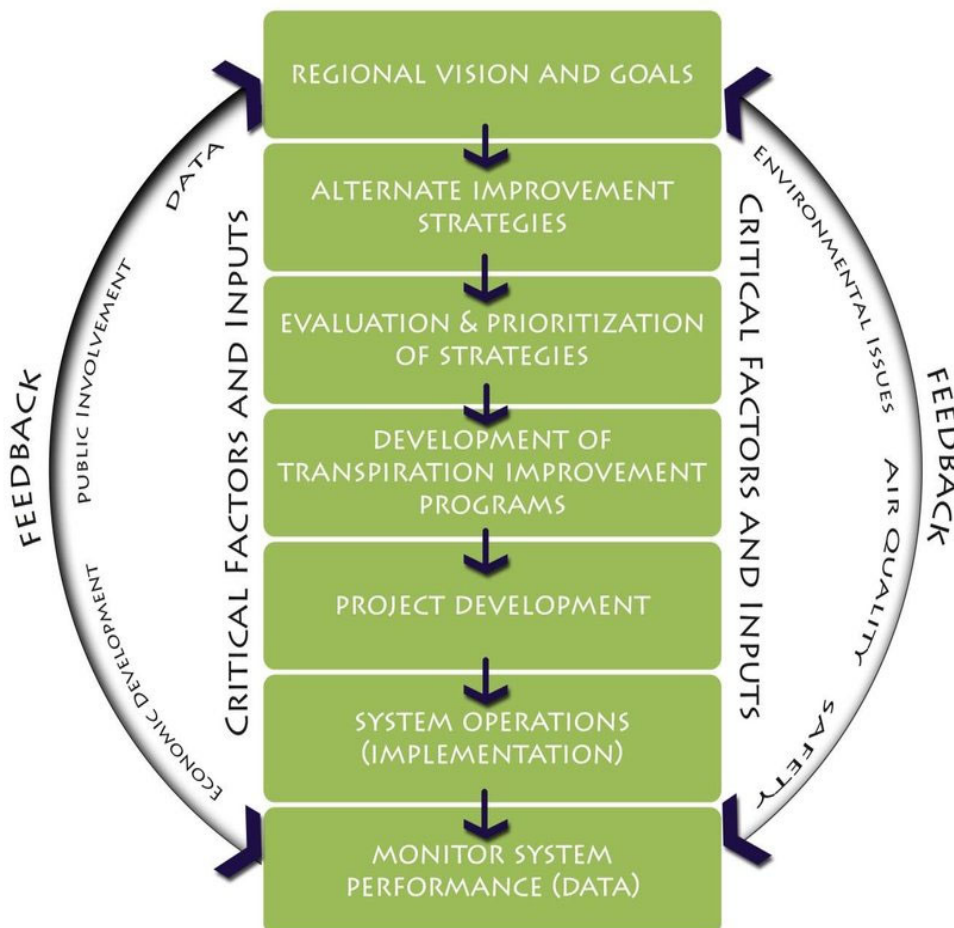 REGIONAL VISION AND GOALS
ALTERNATE IMPROVEMENT
STRATEGIES
EVALUATION & PRIORITIZATION
OF STRATEGIES
DEVELOPMENT OF
TRANSPIRATION IMPROVEMENT
PROGRAMS
PROJECT DEVELOPMENT
SYSTEM OPERATIONS
(IMPLEMENTATION)
MONITOR SYSTEM
PERFORMANCE (DATA)
FEEDBACK
DATA
PUBLIC INVOLVEMENT
ECONOMIC DEVELOPMENT
CRITICAL FACTORS AND INPUTS
CRITICAL FACTORS AND INPUTS
ENVIRONMENTAL ISSUES
AIR QUALITY
SAFETY
FEEDBACK